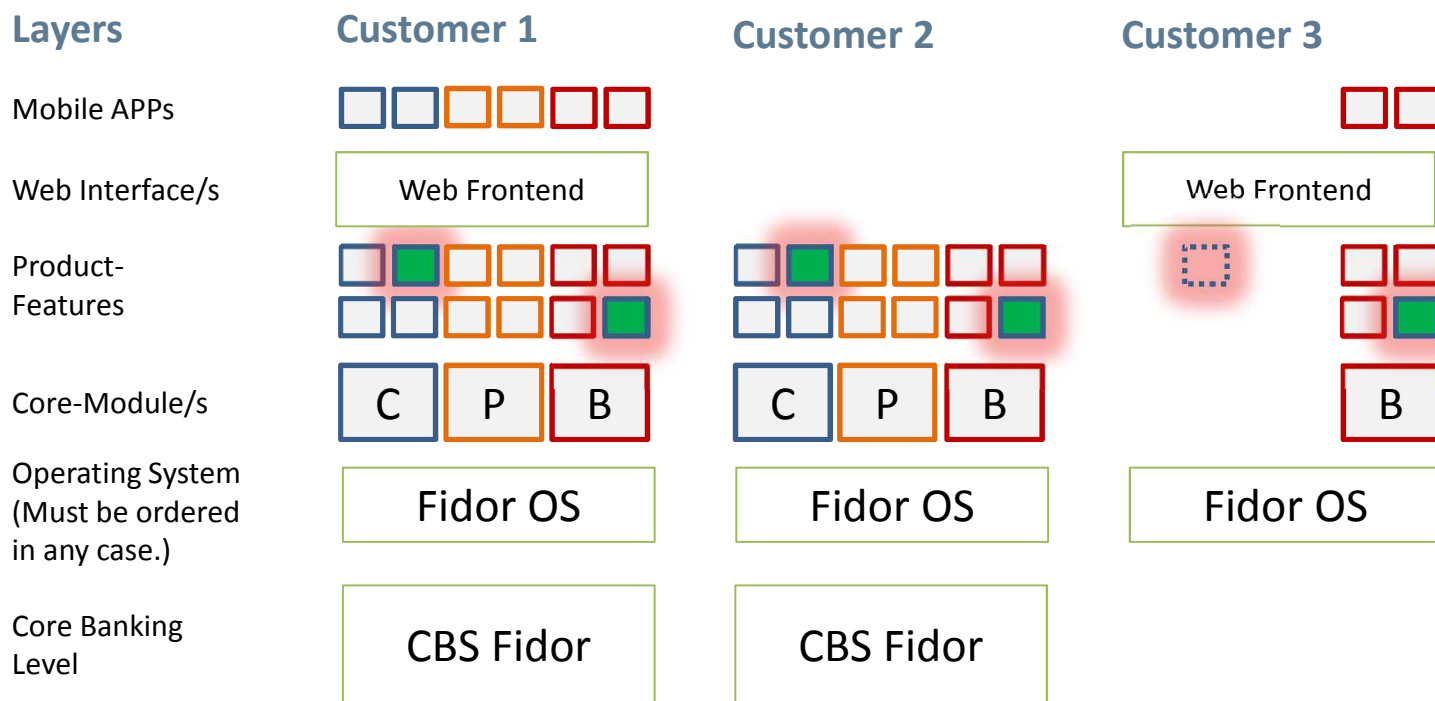 Layers
Customer 1
Customer 2
Customer 3
Mobile APPs
Web Interface/s
Web Frontend
Web Frontend
Product-
Features
Core-Module/s
C
P
B
C
P
B
B
Operating System
(Must be ordered
in any case.)
Fidor OS
Fidor OS
Fidor OS
Core Banking
Level
CBS Fidor
CBS Fidor